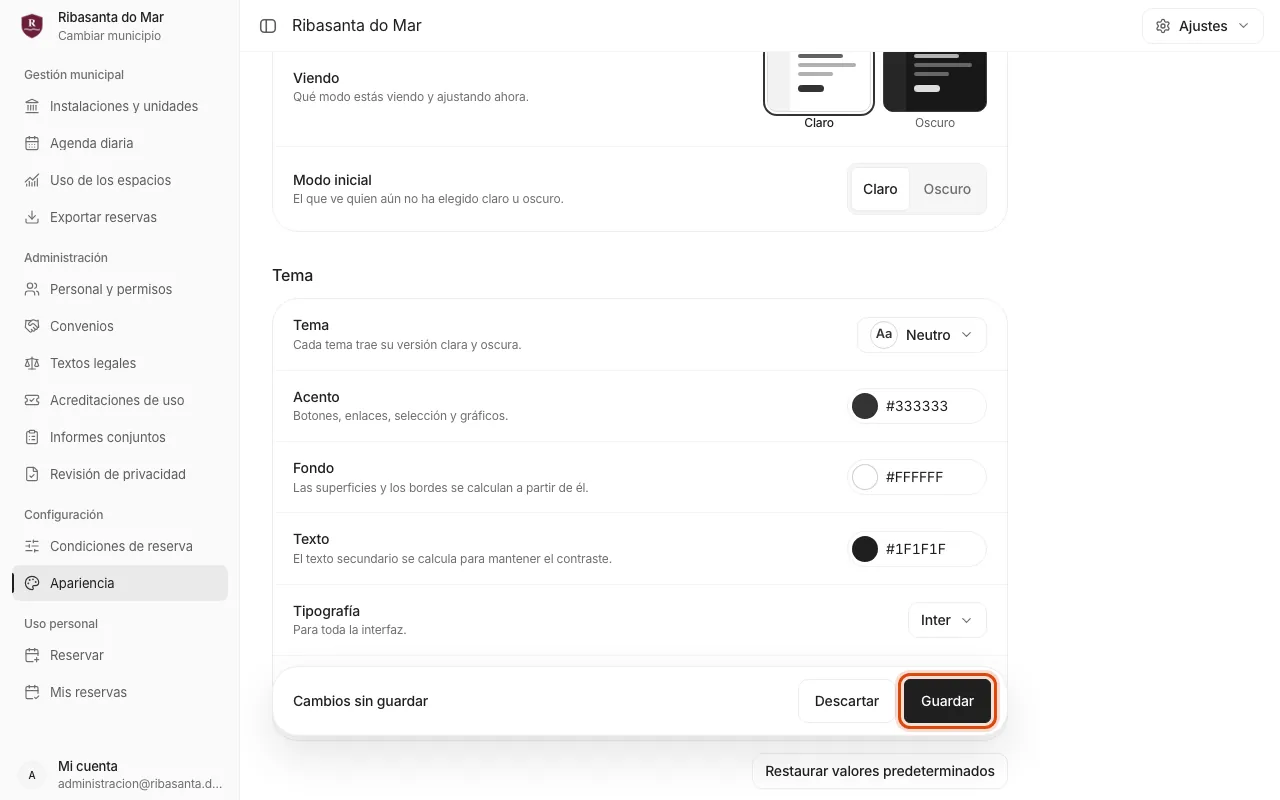 R
Ribasanta do Mar
Cambiar municipio
Gestión municipal
Instalaciones y unidades
Agenda diaria
Uso de los espacios
Exportar reservas
Administración
Personal y permisos
Convenios
Textos legales
Acreditaciones de uso
Informes conjuntos
Revisión de privacidad
Configuración
Condiciones de reserva
Apariencia
Uso personal
Reservar
Mis reservas
A
Mi cuenta
administracion@ribasanta.d...
Ribasanta do Mar
Ajustes
Viendo
Qué modo estás viendo y ajustando ahora.
Claro
Oscuro
Modo inicial
El que ve quien aún no ha elegido claro u oscuro.
Claro
Oscuro
Tema
Tema
Cada tema trae su versión clara y oscura.
Aa
Neutro
Acento
Botones, enlaces, selección y gráficos.
#333333
Fondo
Las superficies y los bordes se calculan a partir de él.
#FFFFFF
Texto
El texto secundario se calcula para mantener el contraste.
#1F1F1F
Tipografía
Para toda la interfaz.
Inter
Cambios sin guardar
Descartar
Guardar
Restaurar valores predeterminados